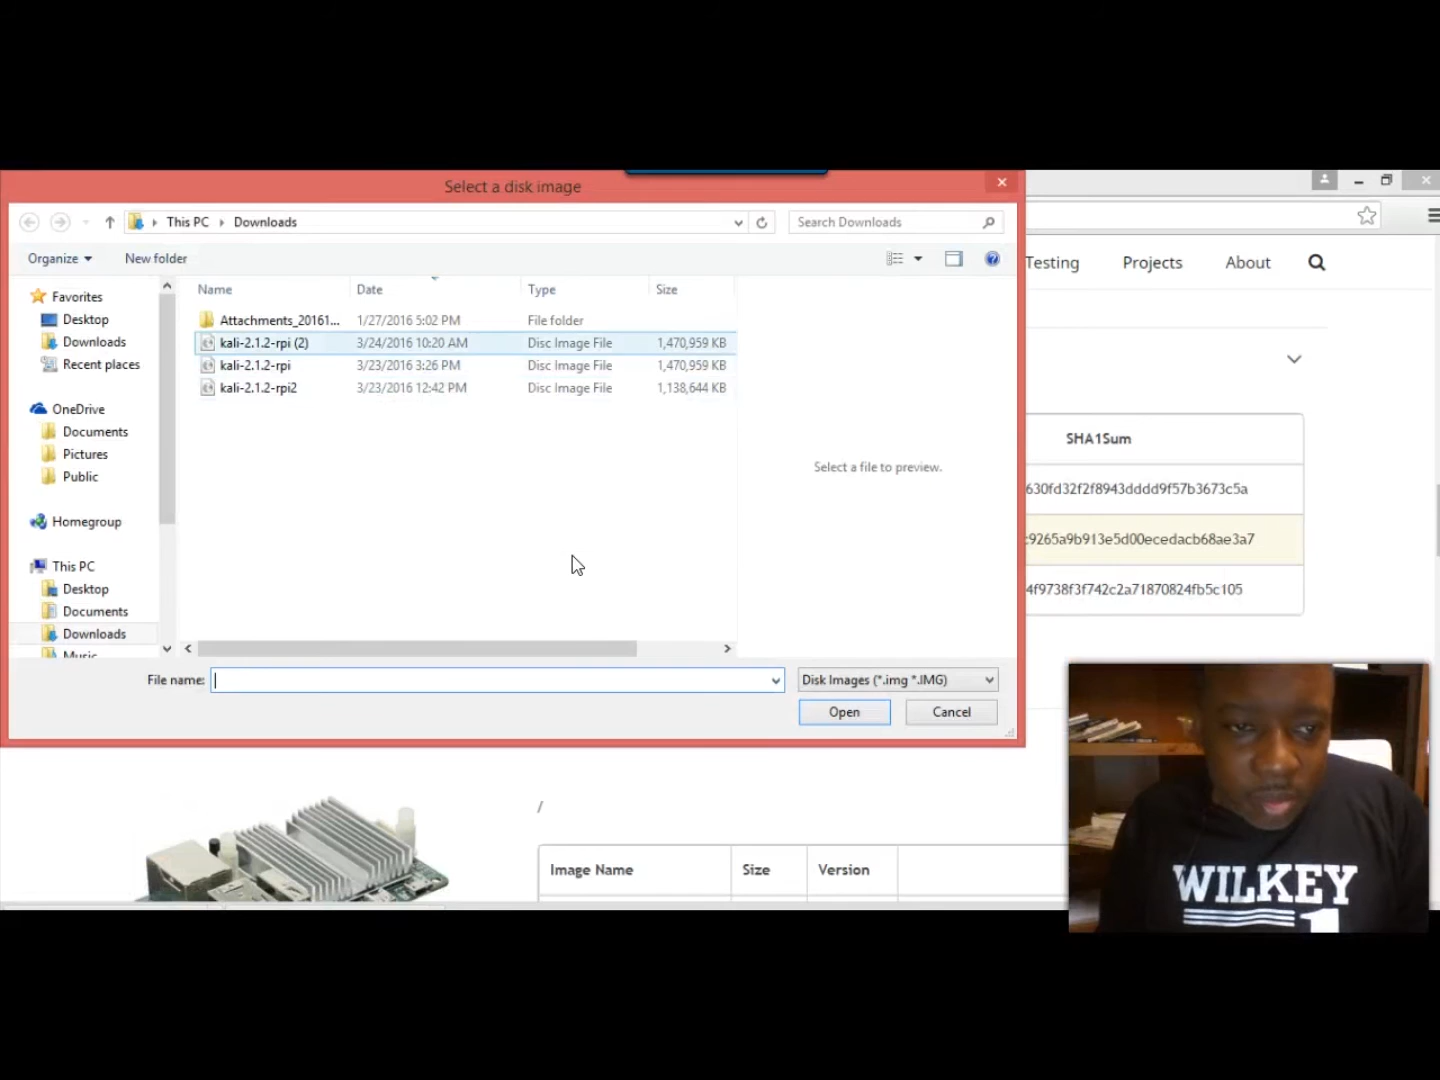 Select a disk image
This PC Downloads Search Downloads
Organize New folder
Testing Projects About
Name Date Type Size
Favorites
Desktop
Downloads
Recent places
OneDrive
Documents
Pictures
Public
Homegroup
This PC
Desktop
Documents
Downloads
Music
Attachments_20161... 1/27/2016 5:02 PM File folder
kali-2.1.2-rpi (2) 3/24/2016 10:20 AM Disc Image File 1,470,959 KB
kali-2.1.2-rpi 3/23/2016 3:26 PM Disc Image File 1,470,959 KB
kali-2.1.2-rpi2 3/23/2016 12:42 PM Disc Image File 1,138,644 KB
Select a file to preview.
File name: Disk Images (*.img *.IMG)
Open Cancel
SHA1Sum
630fd32f2f8943dddd9f57b3673c5a
:9265a9b913e5d00ecedacb68ae3a7
4f9738f3f742c2a71870824fb5c105
/
Image Name Size Version
WILKEY
1